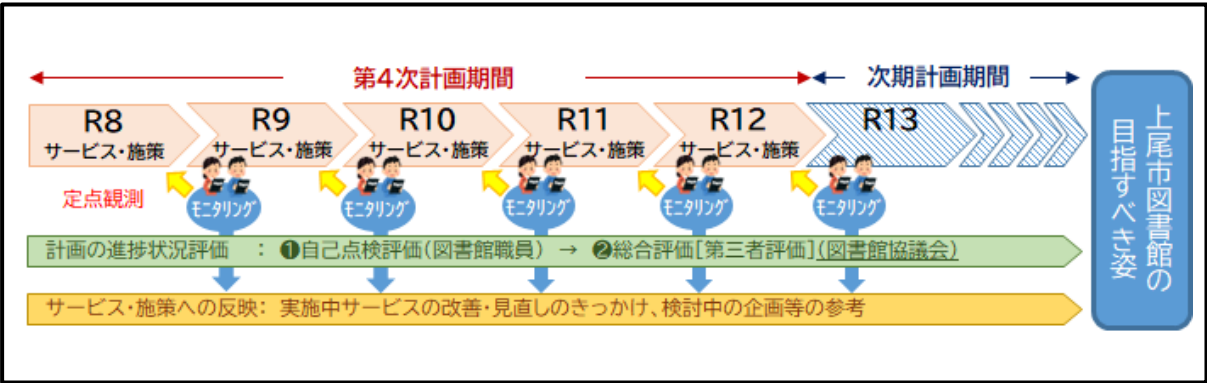 第4次計画期間
次期計画期間
R8
サービス・施策
R9
サービス・施策
R10
サービス・施策
R11
サービス・施策
R12
サービス・施策
R13
定点観測
モニタリング
モニタリング
モニタリング
モニタリング
モニタリング
計画の進捗状況評価 : ❶自己点検評価(図書館職員) → ❷総合評価[第三者評価](図書館協議会)
サービス・施策への反映: 実施中サービスの改善・見直しのきっかけ、検討中の企画等の参考
上尾市図書館の
目指すべき姿